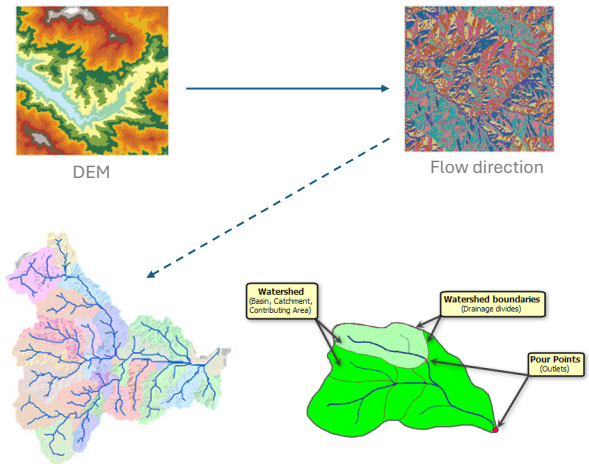 DEM
Flow direction
Watershed
(Basin, Catchment,
Contributing Area)
Watershed boundaries
(Drainage divides)
Pour Points
(Outlets)